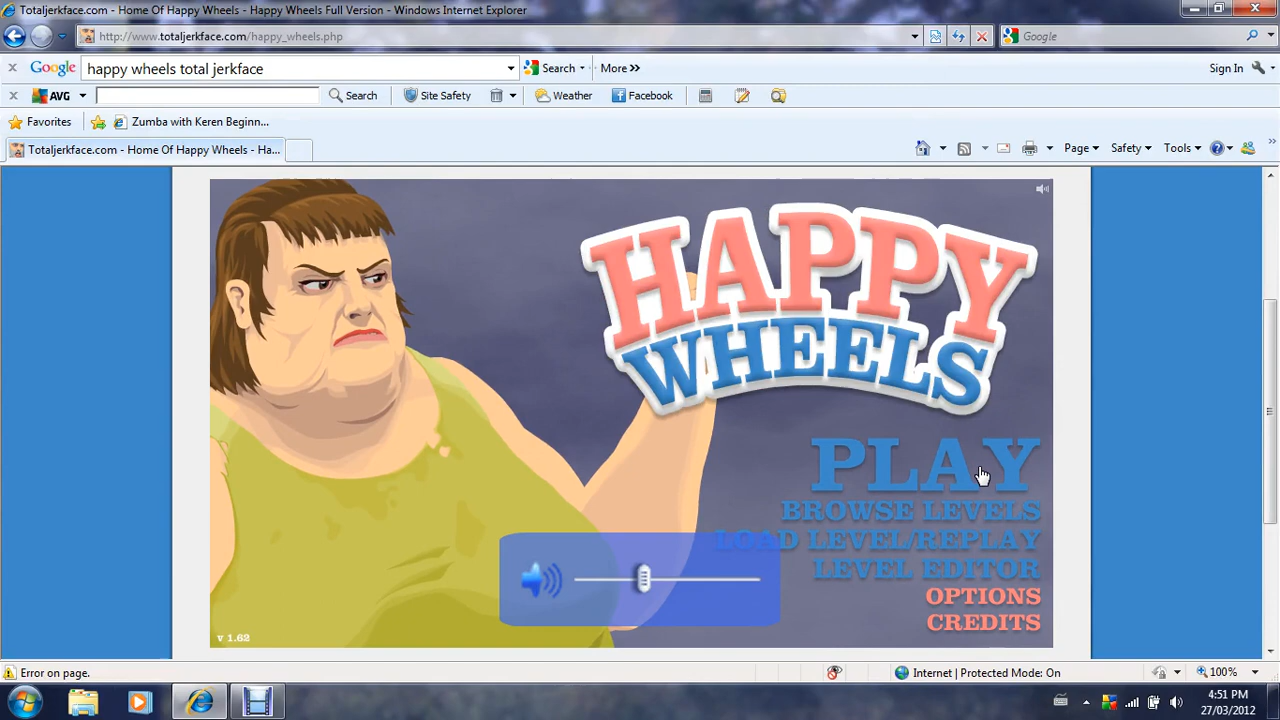 Totaljerkface.com - Home Of Happy Wheels - Happy Wheels Full Version - Windows Internet Explorer
http://www.totaljerkface.com/happy_wheels.php
Google
Google happy wheels total jerkface Search More » Sign In
AVG Search Site Safety Weather Facebook
Favorites Zumba with Keren Beginn...
Totaljerkface.com - Home Of Happy Wheels - Ha...
Page Safety Tools
HAPPY
WHEELS
PLAY
BROWSE LEVELS
LOAD LEVEL/REPLAY
LEVEL EDITOR
OPTIONS
CREDITS
v 1.62
Error on page. Internet | Protected Mode: On 100%
4:51 PM
27/03/2012